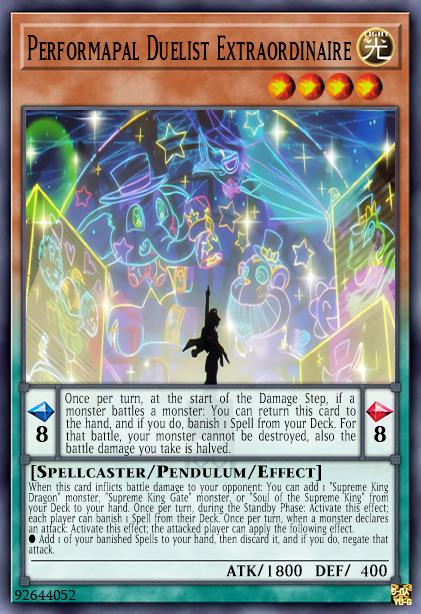 Performapal Duelist Extraordinaire
LIGHT
光
Once per turn, at the start of the Damage Step, if a
monster battles a monster: You can return this card to
the hand, and if you do, banish 1 Spell from your Deck. For
that battle, your monster cannot be destroyed, also the
battle damage you take is halved.
8
8
[Spellcaster/Pendulum/Effect]
When this card inflicts battle damage to your opponent: You can add 1 "Supreme King
Dragon" monster, "Supreme King Gate" monster, or "Soul of the Supreme King" from
your Deck to your hand. Once per turn, during the Standby Phase: Activate this effect;
each player can banish 1 Spell from their Deck. Once per turn, when a monster declares
an attack: Activate this effect; the attacked player can apply the following effect.
● Add 1 of your banished Spells to your hand, then discard it, and if you do, negate that
attack.
ATK/1800 DEF/ 400
92644052